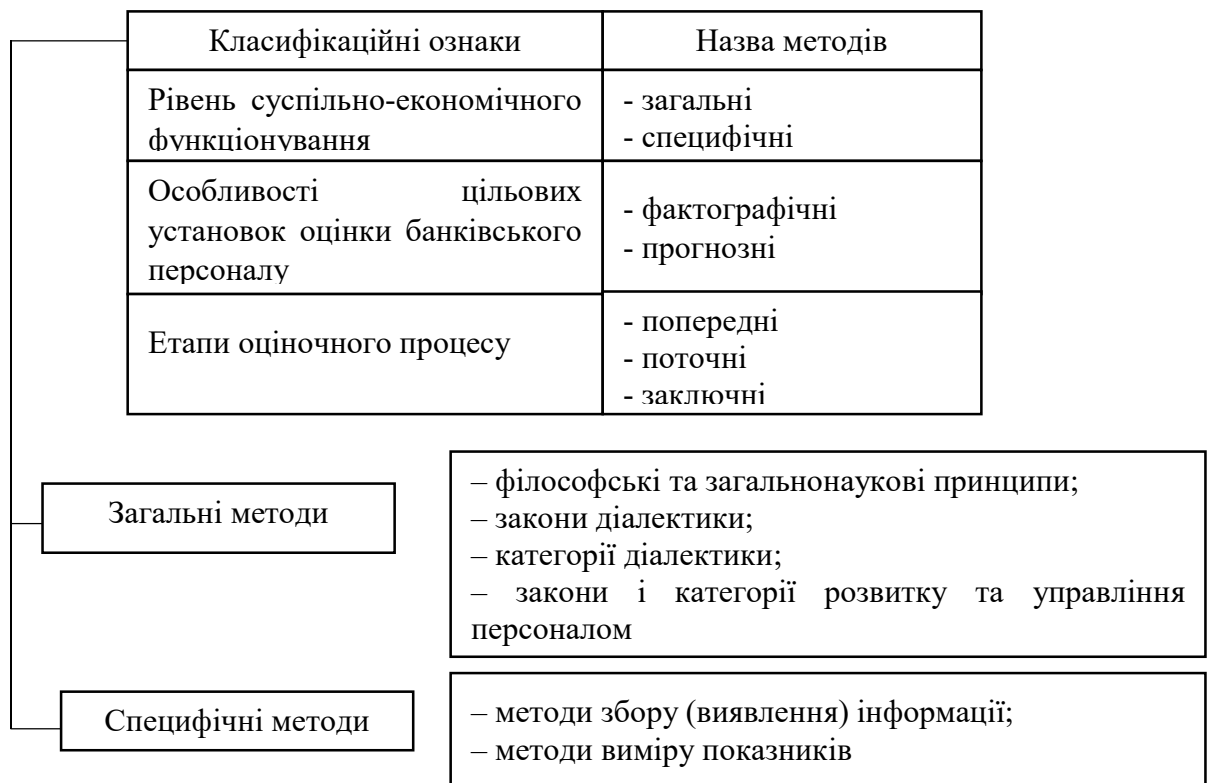 Класифікаційні ознаки
Назва методів
Рівень суспільно-економічного
функціонування
- загальні
- специфічні
Особливості цільових
установок оцінки банківського
персоналу
- фактографічні
- прогнозні
Етапи оціночного процесу
- попередні
- поточні
- заключні
Загальні методи
– філософські та загальнонаукові принципи;
– закони діалектики;
– категорії діалектики;
– закони і категорії розвитку та управління
персоналом
Специфічні методи
– методи збору (виявлення) інформації;
– методи виміру показників